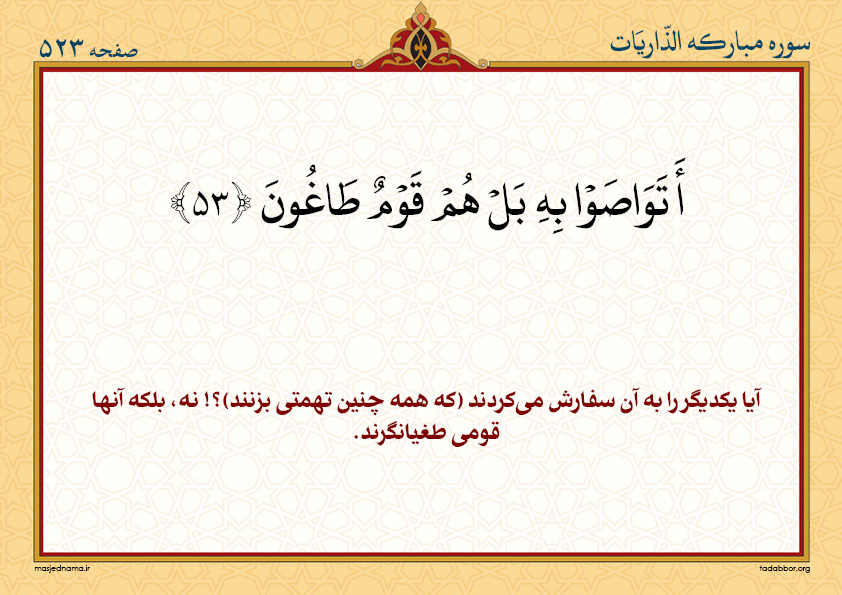 سوره مبارکه الذّاریَات
صفحه ۵۲۳
أَتَوَاصَوْا بِهِ بَلْ هُمْ قَوْمٌ طَاغُونَ ﴿۵۳﴾
آیا یکدیگر را به آن سفارش می‌کردند (که همه چنین تهمتی بزنند)؟! نه، بلکه آنها
قومی طغیانگرند.
masjednama.ir
tadabbor.org